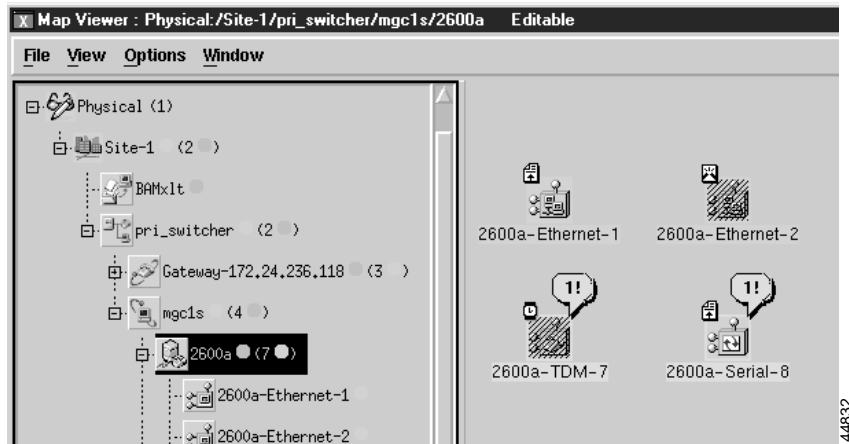 X Map Viewer : Physical:/Site-1/pri_switcher/mgc1s/2600a Editable
File View Options Window
Physical (1)
Site-1 (2 )
BAMxlt
pri_switcher (2 )
Gateway-172.24.236.118 (3 )
mgc1s (4 )
2600a (7 )
2600a-Ethernet-1
2600a-Ethernet-2
2600a-Ethernet-1
2600a-Ethernet-2
1!
1!
2600a-TDM-7
2600a-Serial-8
44832